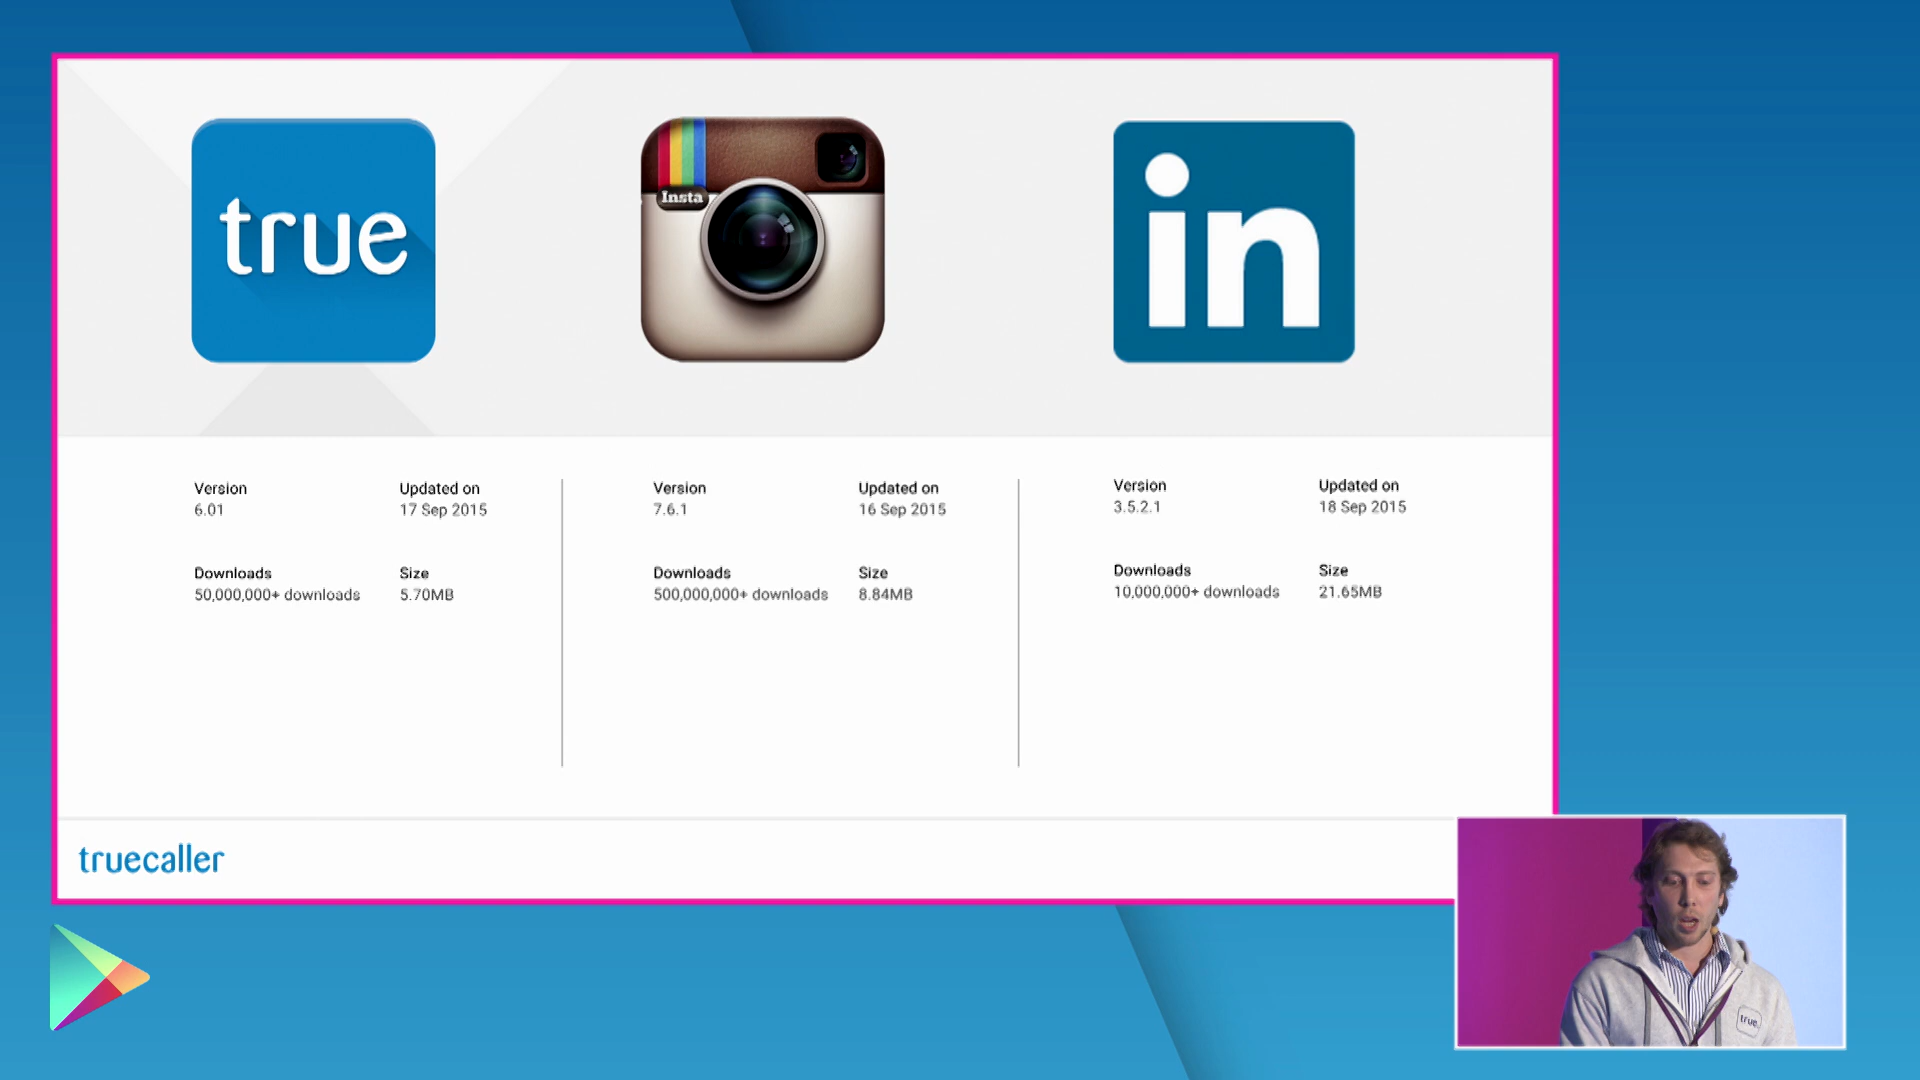 true
Insta
in
Version
6.01
Updated on
17 Sep 2015
Downloads
50,000,000+ downloads
Size
5.70MB
Version
7.6.1
Updated on
16 Sep 2015
Downloads
500,000,000+ downloads
Size
8.84MB
Version
3.5.2.1
Updated on
18 Sep 2015
Downloads
10,000,000+ downloads
Size
21.65MB
truecaller
true